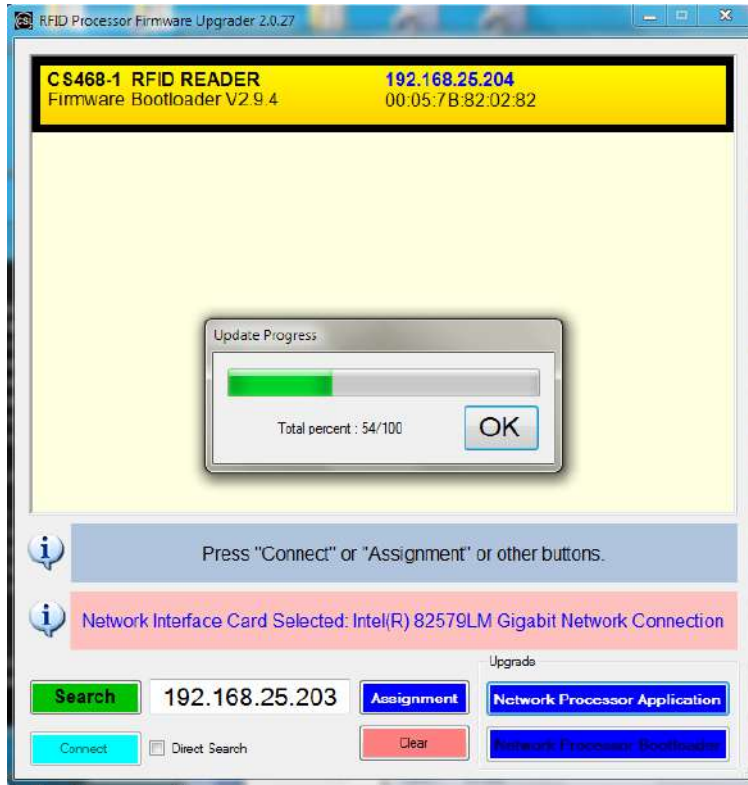 CSL RFID Processor Firmware Upgrader 2.0.27
CS468-1 RFID READER 192.168.25.204
Firmware Bootloader V2.9.4 00:05:7B:82:02:82
Update Progress
Total percent : 54/100
OK
Press "Connect" or "Assignment" or other buttons.
Network Interface Card Selected: Intel(R) 82579LM Gigabit Network Connection
Upgrade
Search 192.168.25.203 Assignment Network Processor Application
Connect Direct Search Clear Network Processor Bootloader